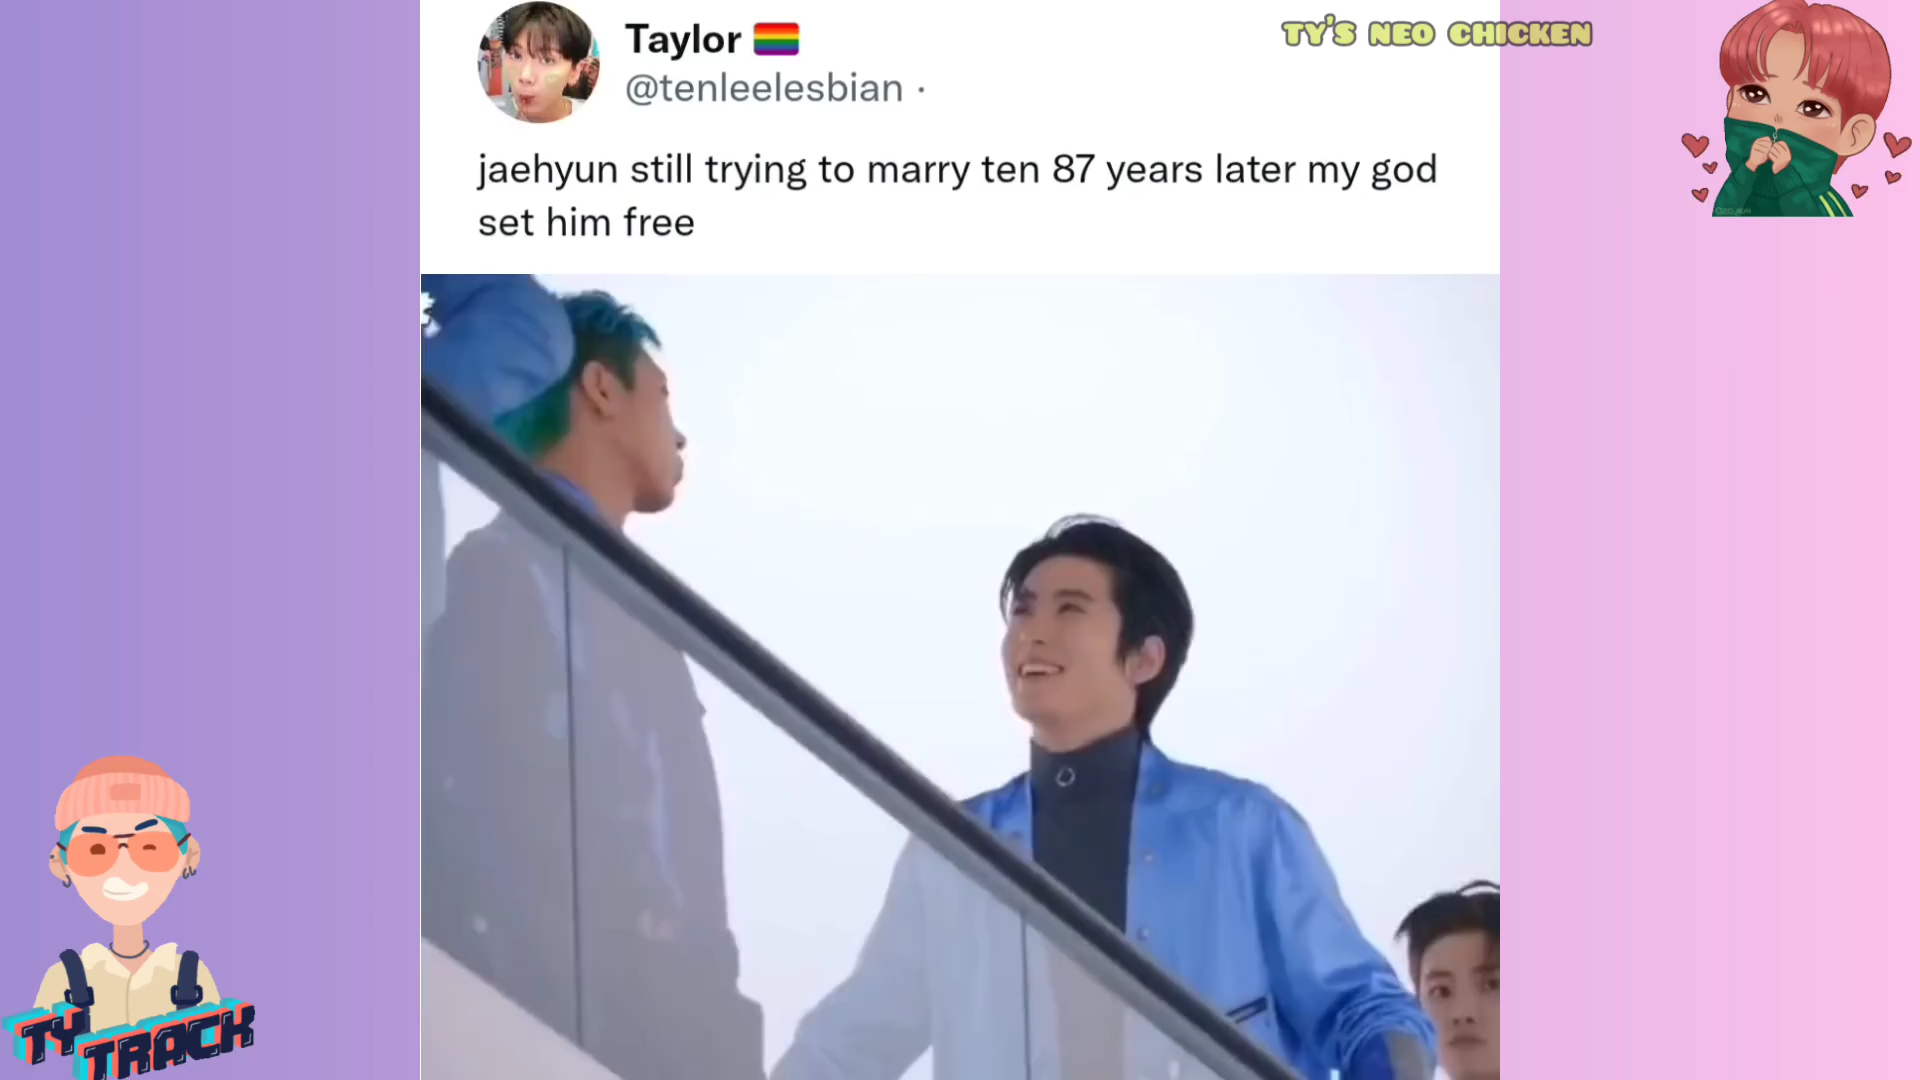 Taylor
@tenleelesbian ·
TY'S NEO CHICKEN
jaehyun still trying to marry ten 87 years later my god
set him free
TY
TRACK